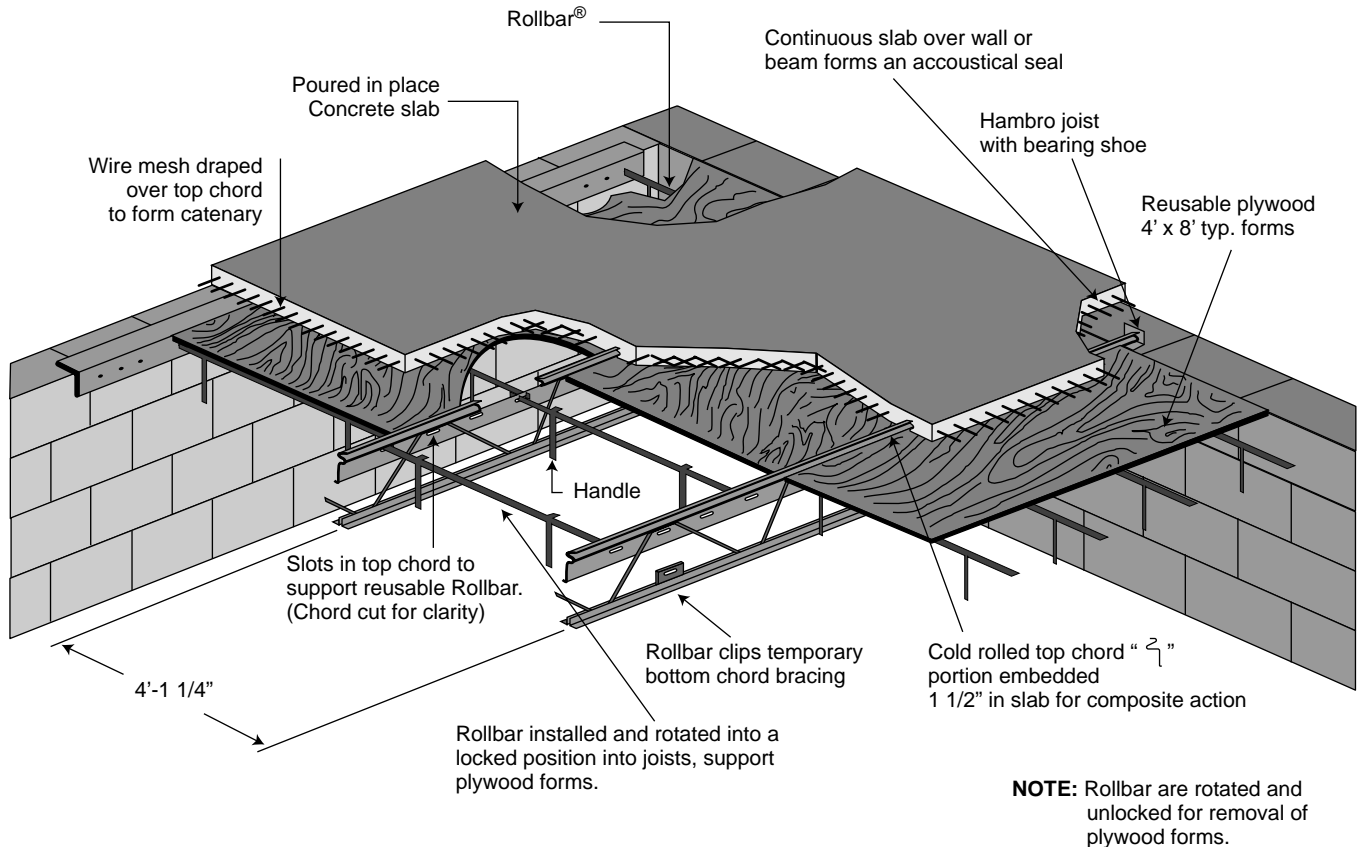 Rollbar®
Continuous slab over wall or
beam forms an accoustical seal
Poured in place
Concrete slab
Hambro joist
with bearing shoe
Wire mesh draped
over top chord
to form catenary
Reusable plywood
4’ x 8’ typ. forms
Handle
Slots in top chord to
support reusable Rollbar.
(Chord cut for clarity)
Rollbar clips temporary
bottom chord bracing
Cold rolled top chord “ ”
portion embedded
1 1/2” in slab for composite action
4’-1 1/4”
Rollbar installed and rotated into a
locked position into joists, support
plywood forms.
NOTE: Rollbar are rotated and
unlocked for removal of
plywood forms.